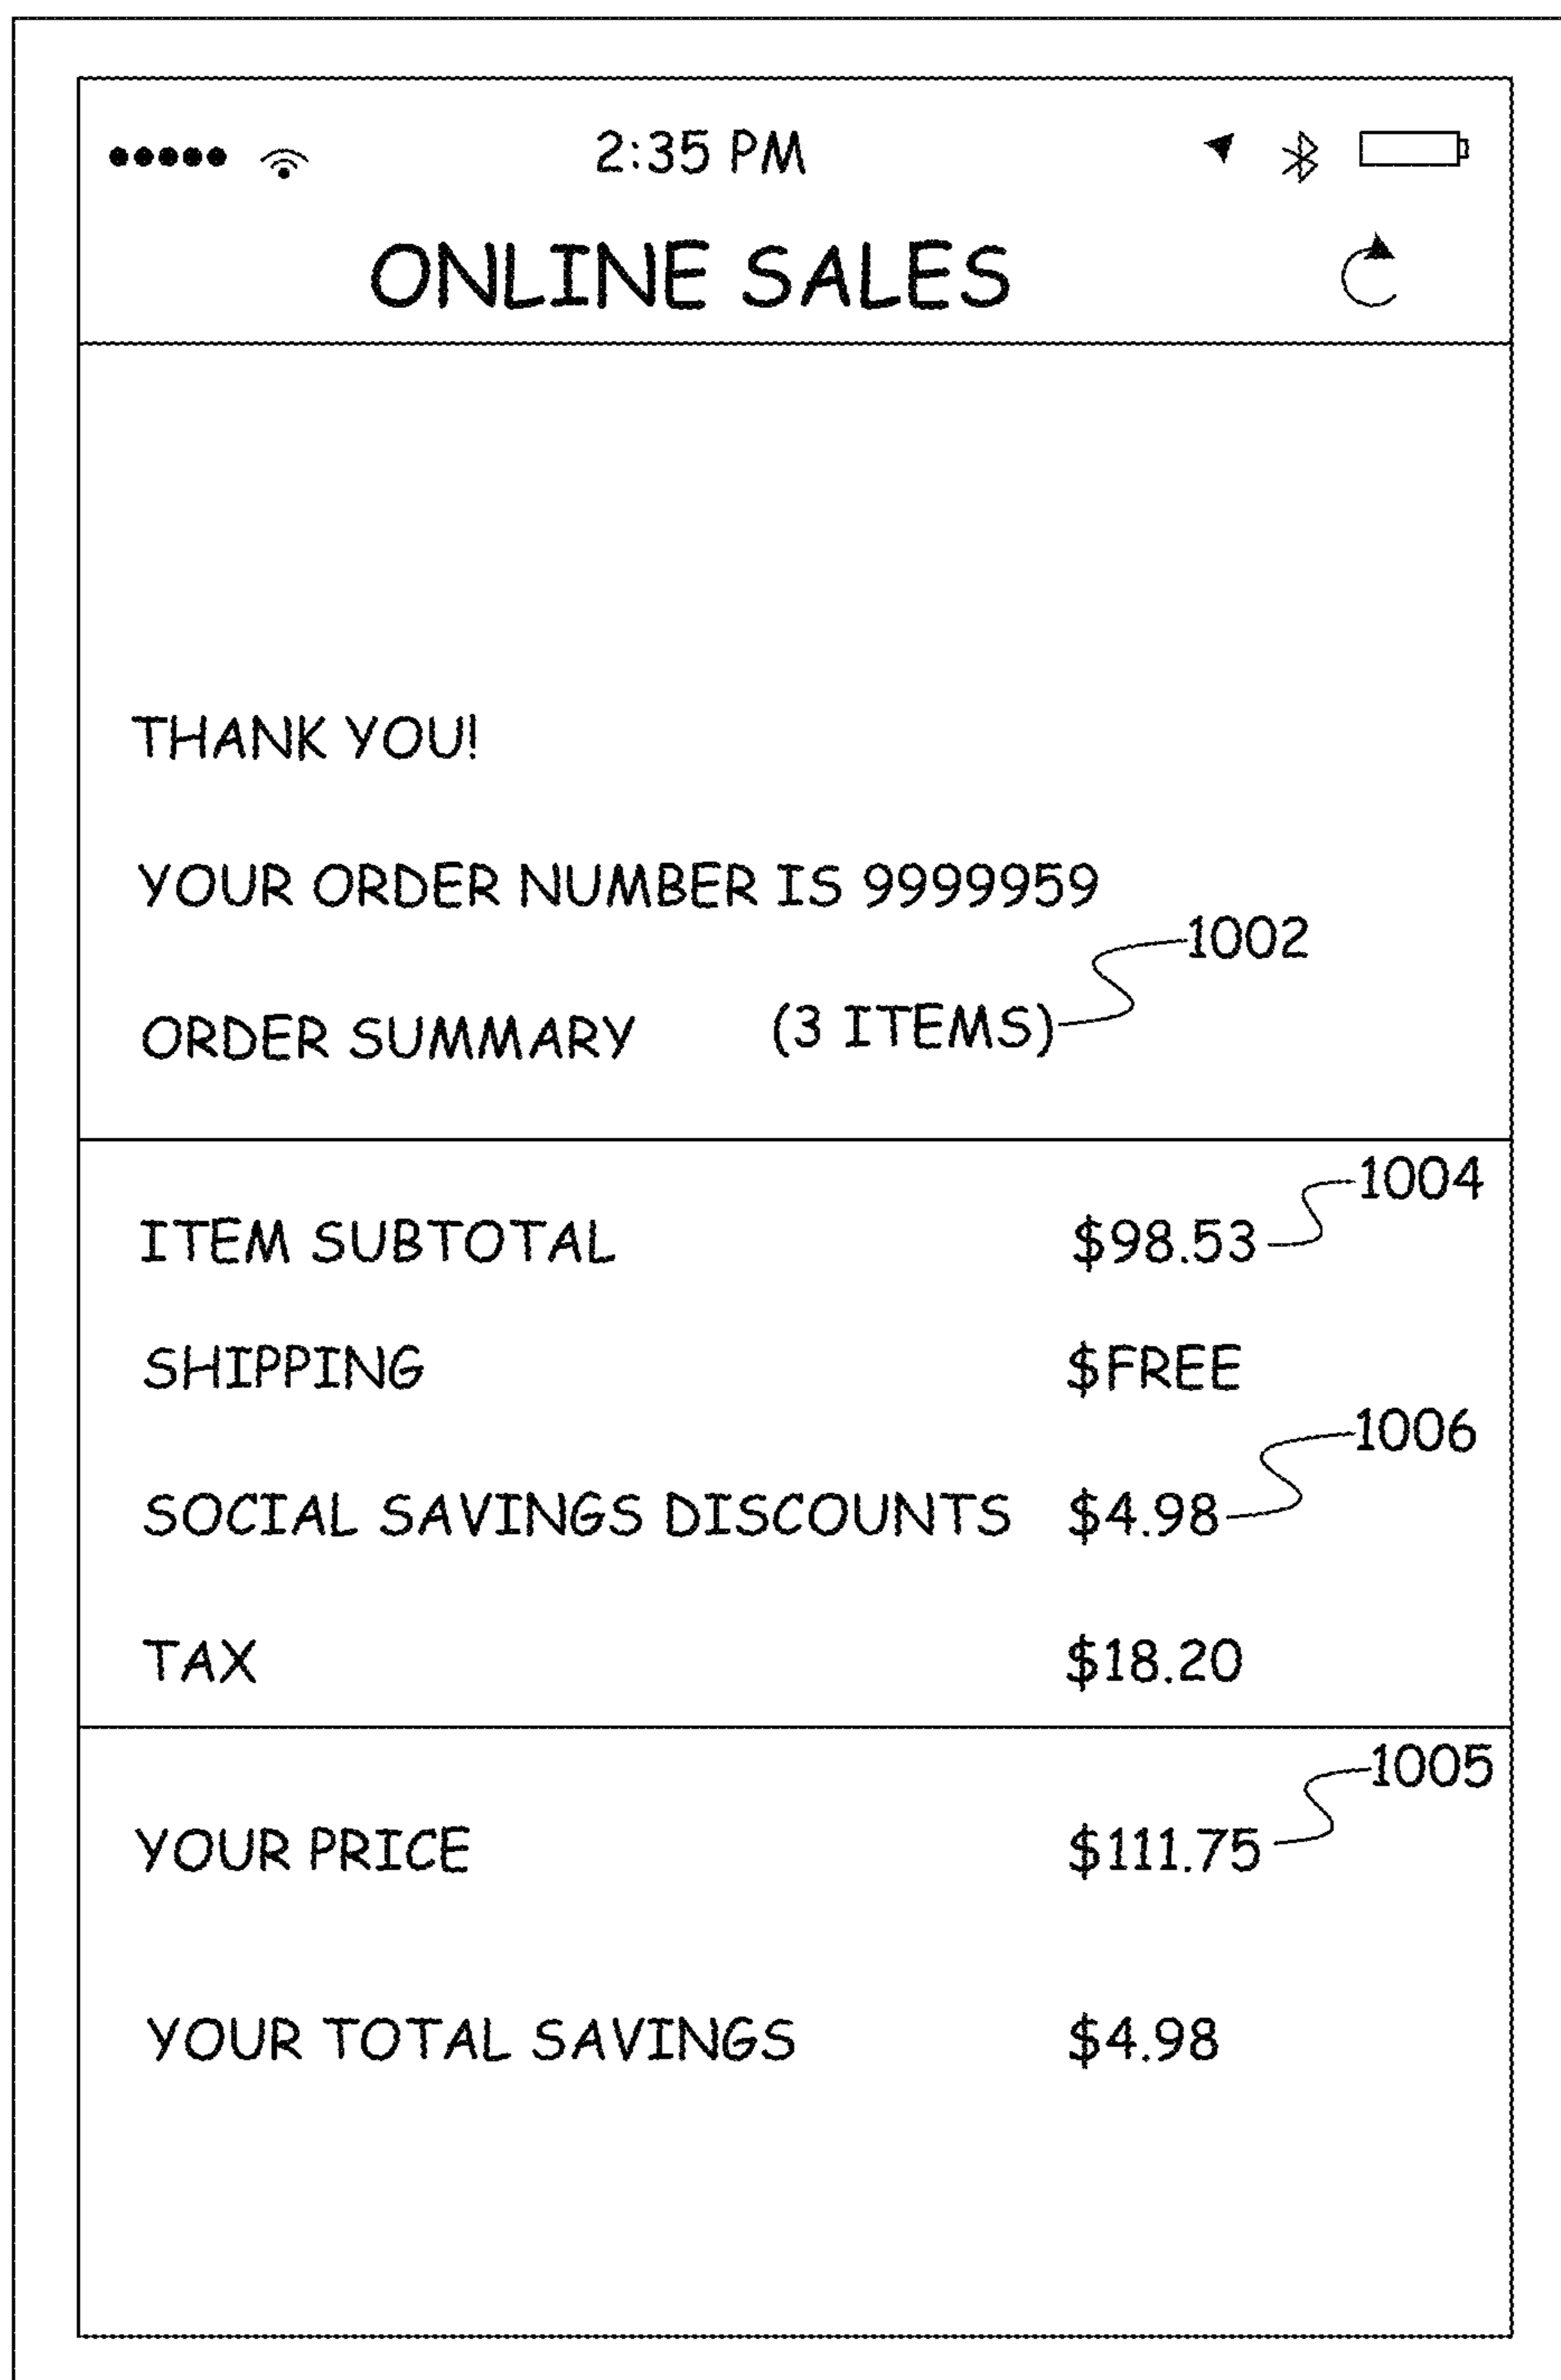 2:35 PM
ONLINE SALES
THANK YOU!
YOUR ORDER NUMBER IS 9999959
1002
ORDER SUMMARY (3 ITEMS)
1004
ITEM SUBTOTAL $98.53
SHIPPING $FREE
1006
SOCIAL SAVINGS DISCOUNTS $4.98
TAX $18.20
1005
YOUR PRICE $111.75
YOUR TOTAL SAVINGS $4.98